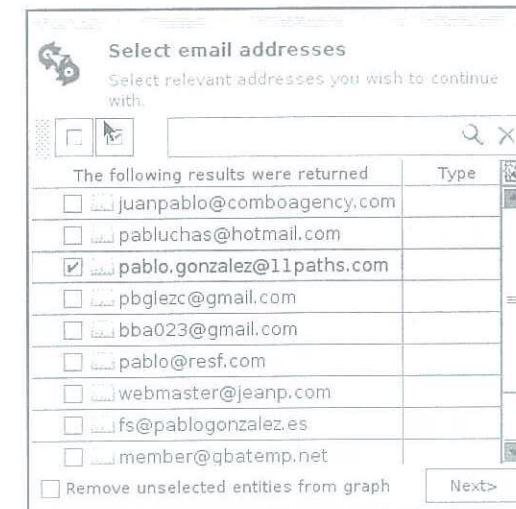 Select email addresses
Select relevant addresses you wish to continue
with.
The following results were returned Type
juanpablo@comboagency.com
pabluchas@hotmail.com
pablo.gonzalez@11paths.com
pbglezc@gmail.com
bba023@gmail.com
pablo@resf.com
webmaster@jeanp.com
fs@pablogonzalez.es
member@gbatemp.net
Remove unselected entities from graph Next>